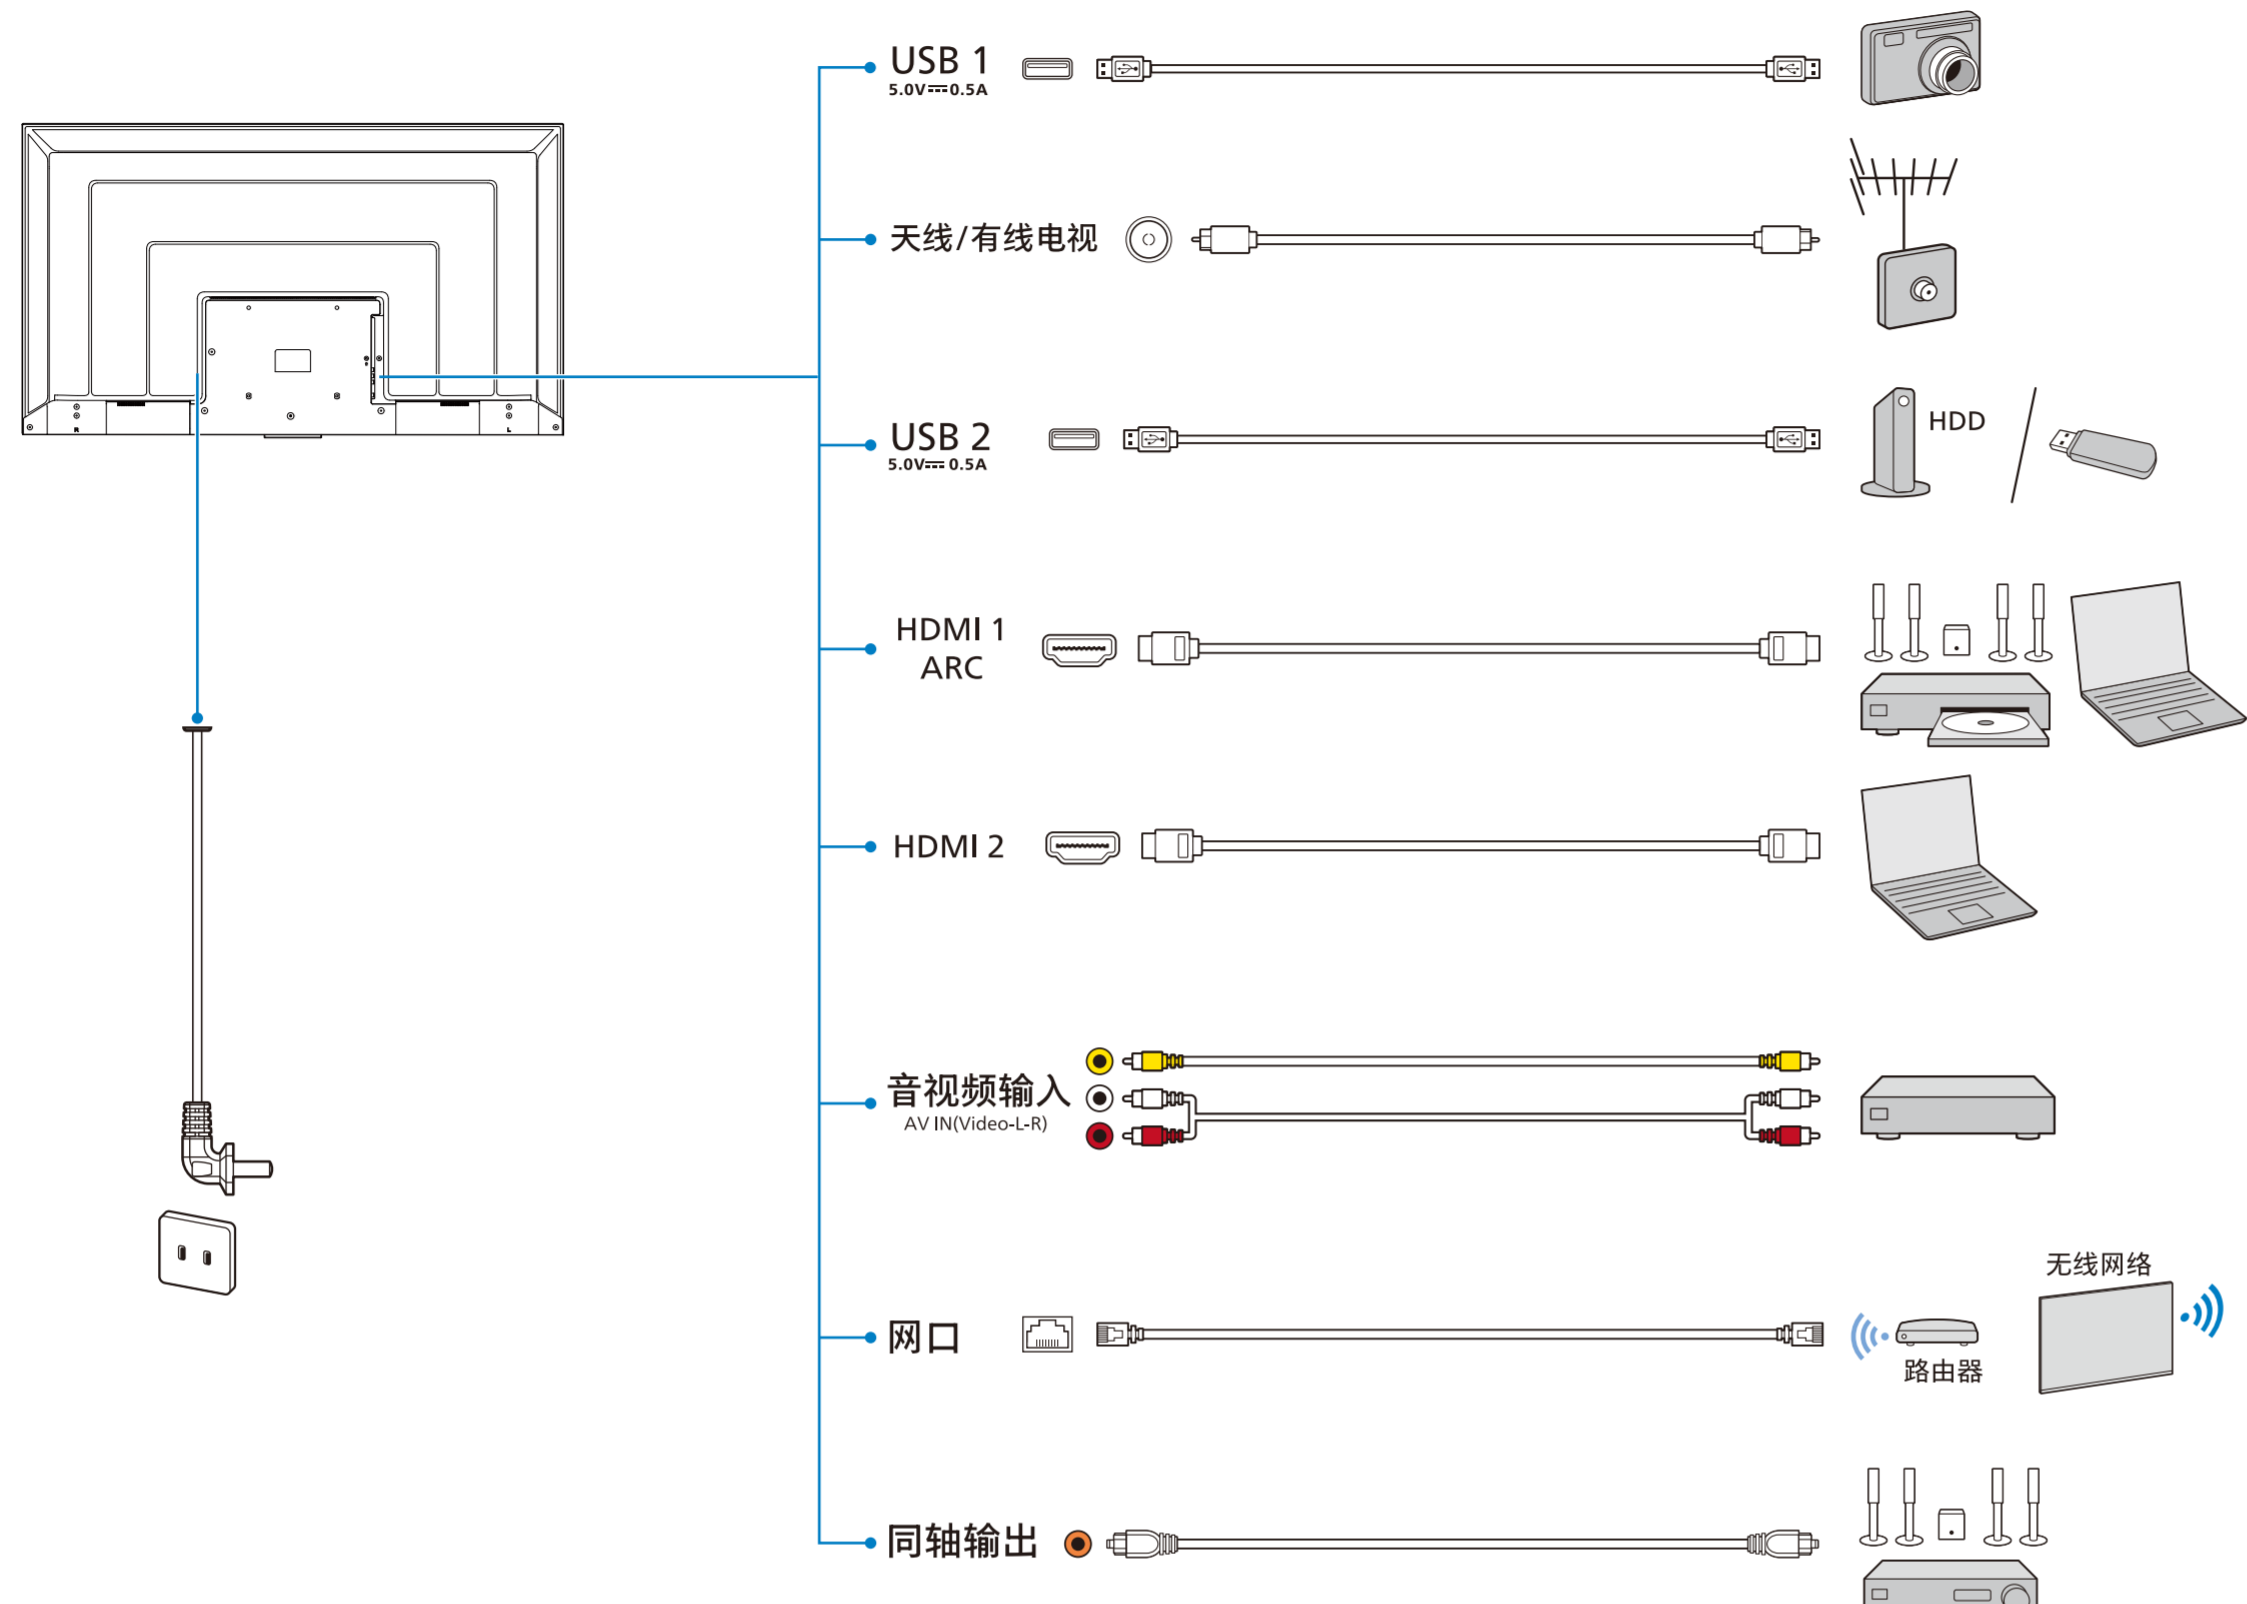 USB 1
5.0V⎓0.5A
天线/有线电视
USB 2
5.0V⎓0.5A
HDD
R
L
HDMI 1
ARC
HDMI 2
音视频输入
AV IN(Video-L-R)
无线网络
网口
路由器
同轴输出